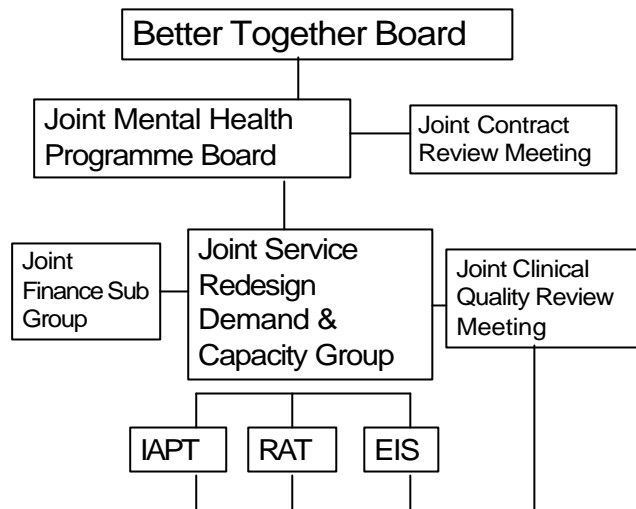 Better Together Board
Joint Mental Health
Programme Board
Joint Contract
Review Meeting
Joint
Finance Sub
Group
Joint Service
Redesign
Demand &
Capacity Group
Joint Clinical
Quality Review
Meeting
IAPT
RAT
EIS